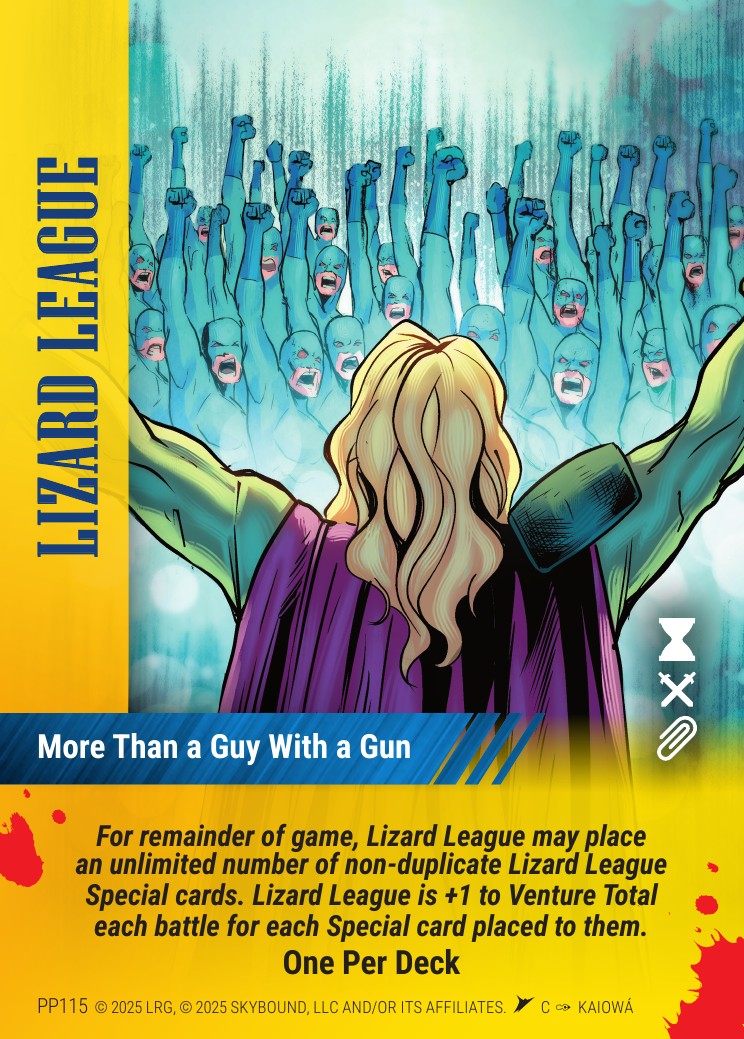 LIZARD LEAGUE
More Than a Guy With a Gun
For remainder of game, Lizard League may place
an unlimited number of non-duplicate Lizard League
Special cards. Lizard League is +1 to Venture Total
each battle for each Special card placed to them.
One Per Deck
PP115 © 2025 LRG, © 2025 SKYBOUND, LLC AND/OR ITS AFFILIATES. C KAIOWÁ